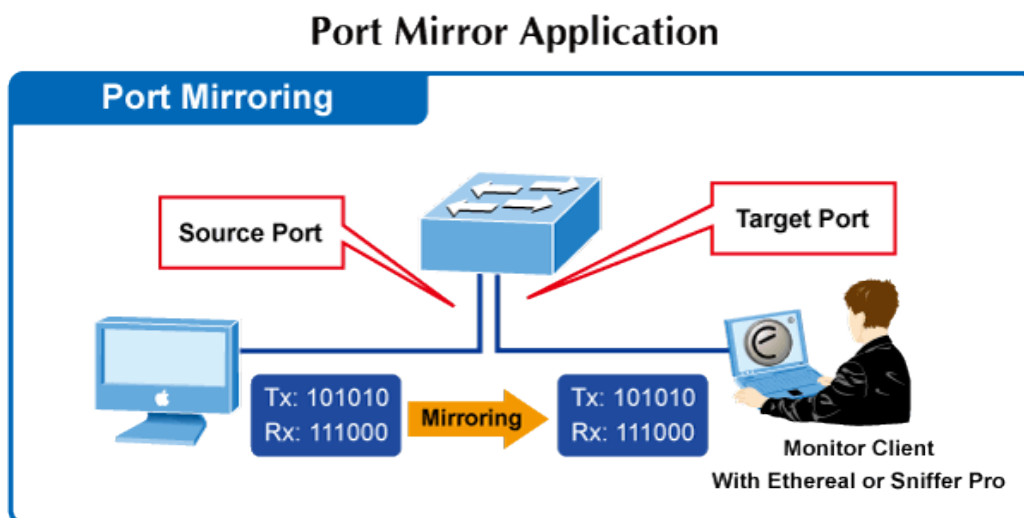 Port Mirror Application
Port Mirroring
Source Port
Target Port
Tx: 101010
Rx: 111000
Mirroring
Tx: 101010
Rx: 111000
Monitor Client
With Ethereal or Sniffer Pro